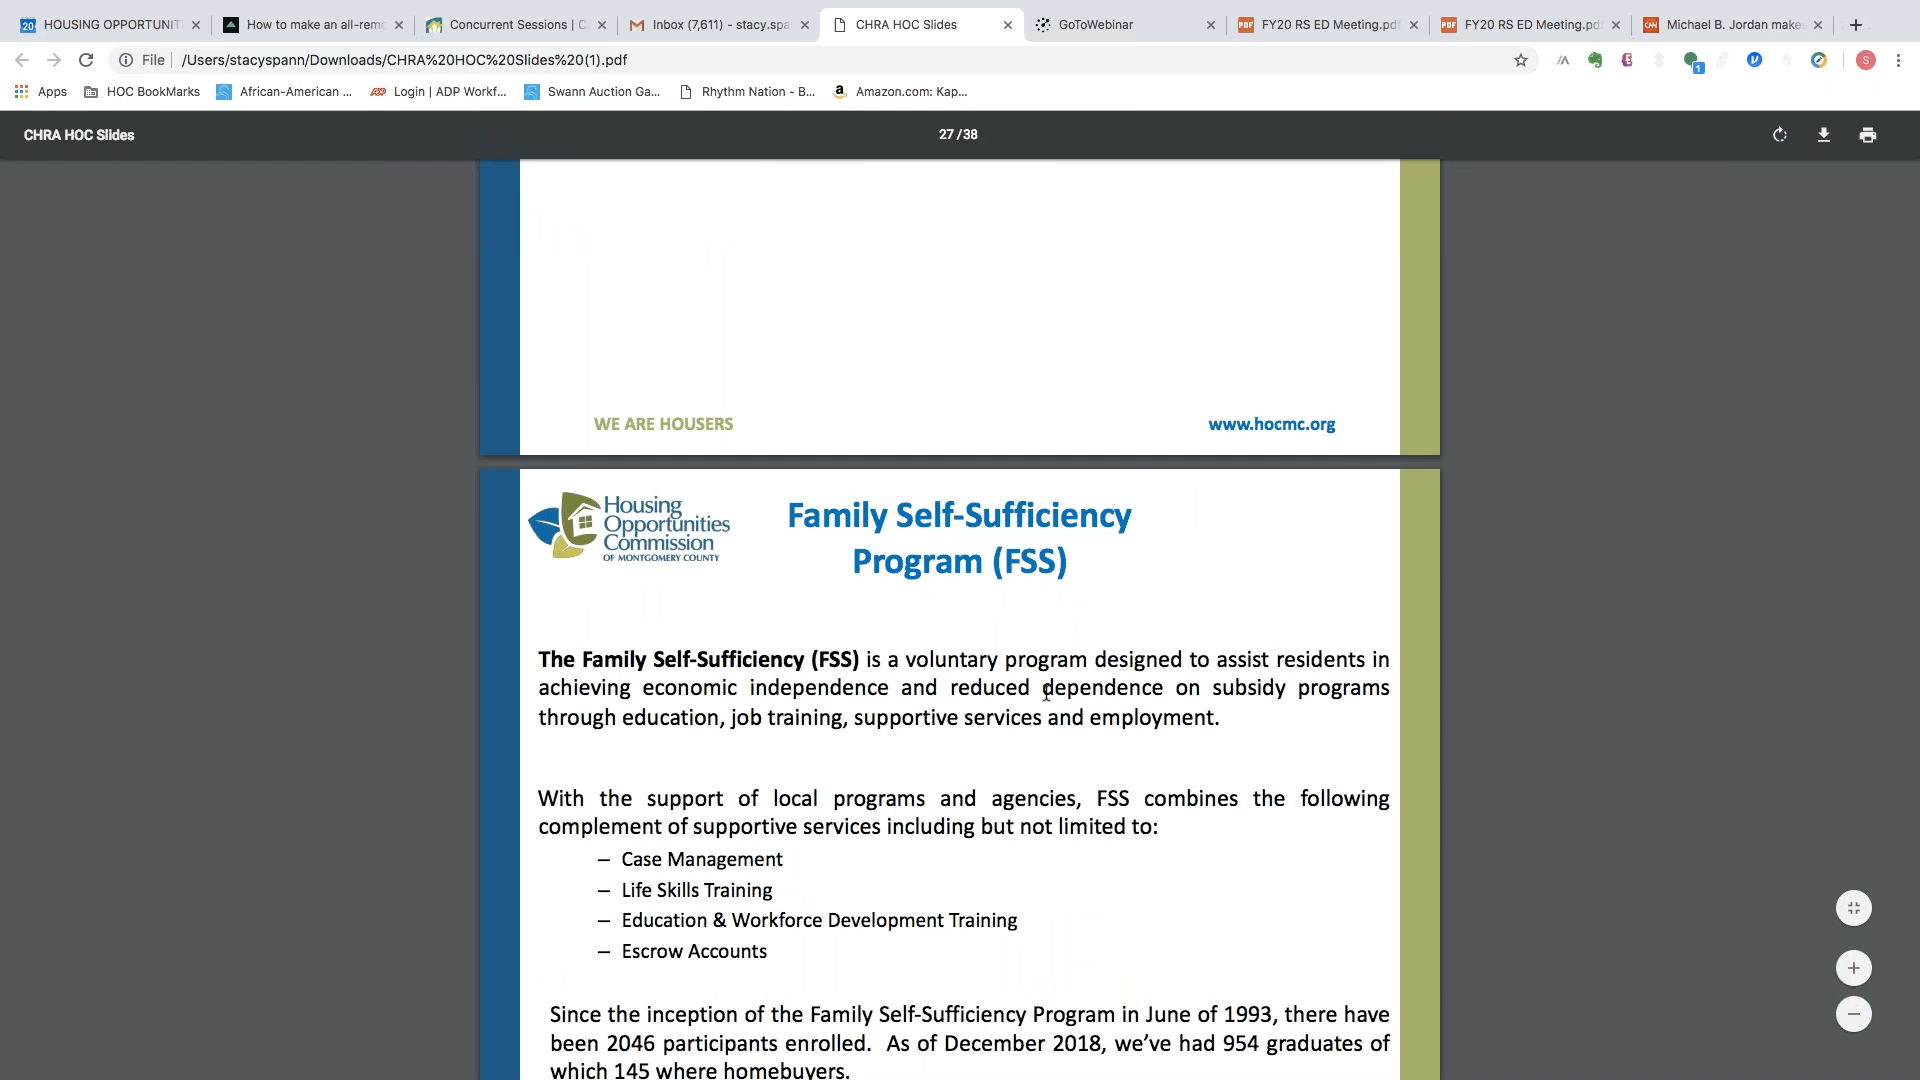 HOUSING OPPORTUNIT
How to make an all-remo
Concurrent Sessions | C
Inbox (7,611) - stacy.spa
CHRA HOC Slides
GoToWebinar
PDF FY20 RS ED Meeting.pdf
PDF FY20 RS ED Meeting.pdf
CNN Michael B. Jordan make
File
/Users/stacyspann/Downloads/CHRA%20HOC%20Slides%20(1).pdf
1
S
Apps
HOC BookMarks
African-American ...
Login | ADP Workf...
Swann Auction Ga...
Rhythm Nation - B...
Amazon.com: Kap...
CHRA HOC Slides
27 / 38
WE ARE HOUSERS
www.hocmc.org
Housing
Opportunities
Commission
OF MONTGOMERY COUNTY
Family Self-Sufficiency
Program (FSS)
The Family Self-Sufficiency (FSS) is a voluntary program designed to assist residents in
achieving economic independence and reduced dependence on subsidy programs
through education, job training, supportive services and employment.
With the support of local programs and agencies, FSS combines the following
complement of supportive services including but not limited to:
– Case Management
– Life Skills Training
– Education & Workforce Development Training
– Escrow Accounts
Since the inception of the Family Self-Sufficiency Program in June of 1993, there have
been 2046 participants enrolled. As of December 2018, we've had 954 graduates of
which 145 where homebuyers.